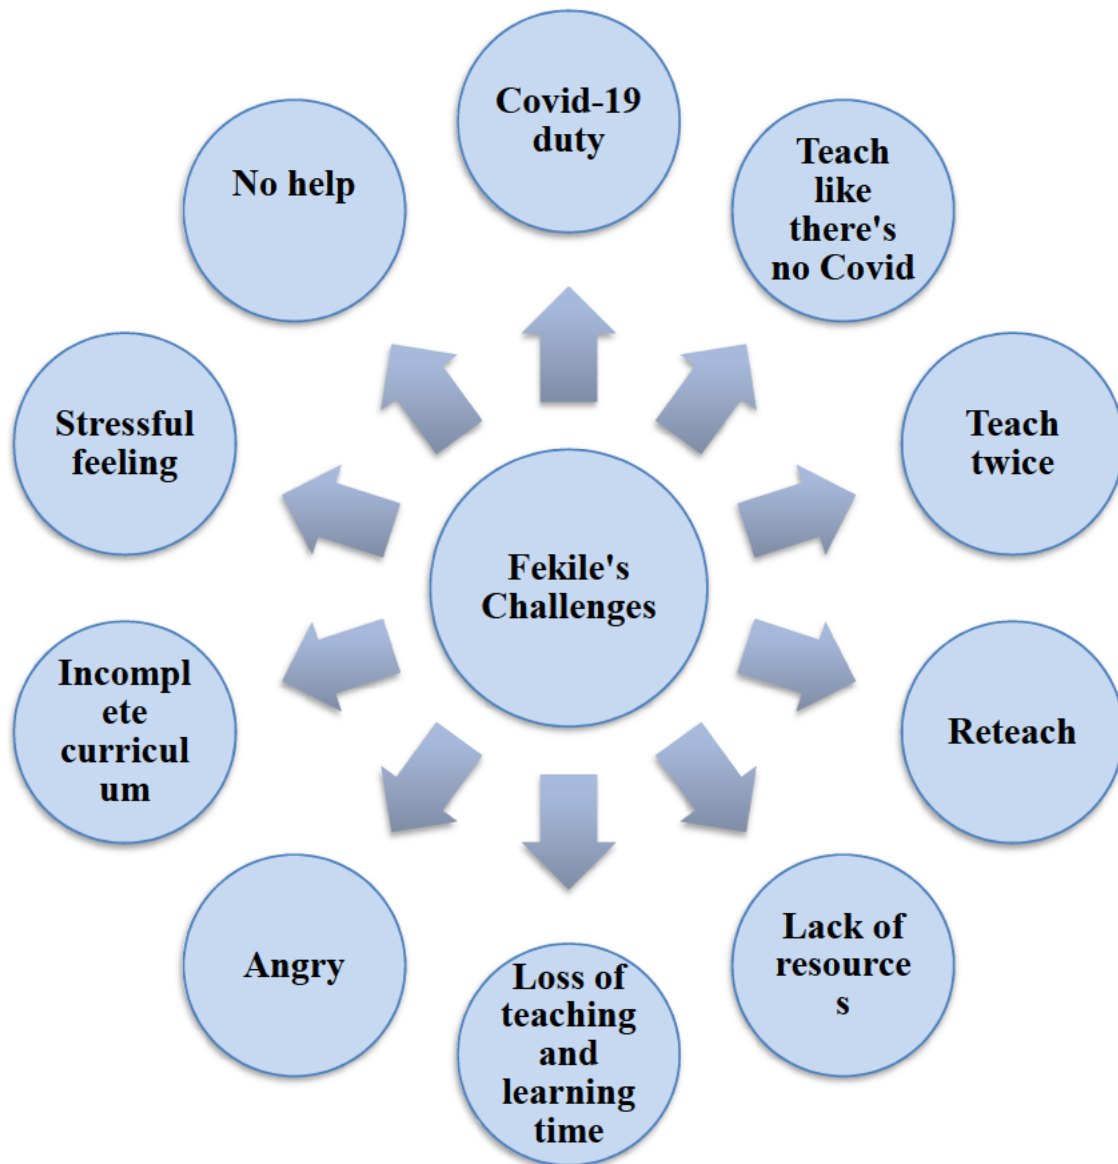 Covid-19
duty
Teach
like
there's
no Covid
Teach
twice
Reteach
Lack of
resource
s
Loss of
teaching
and
learning
time
Angry
Incompl
ete
curricul
um
Stressful
feeling
No help
Fekile's
Challenges